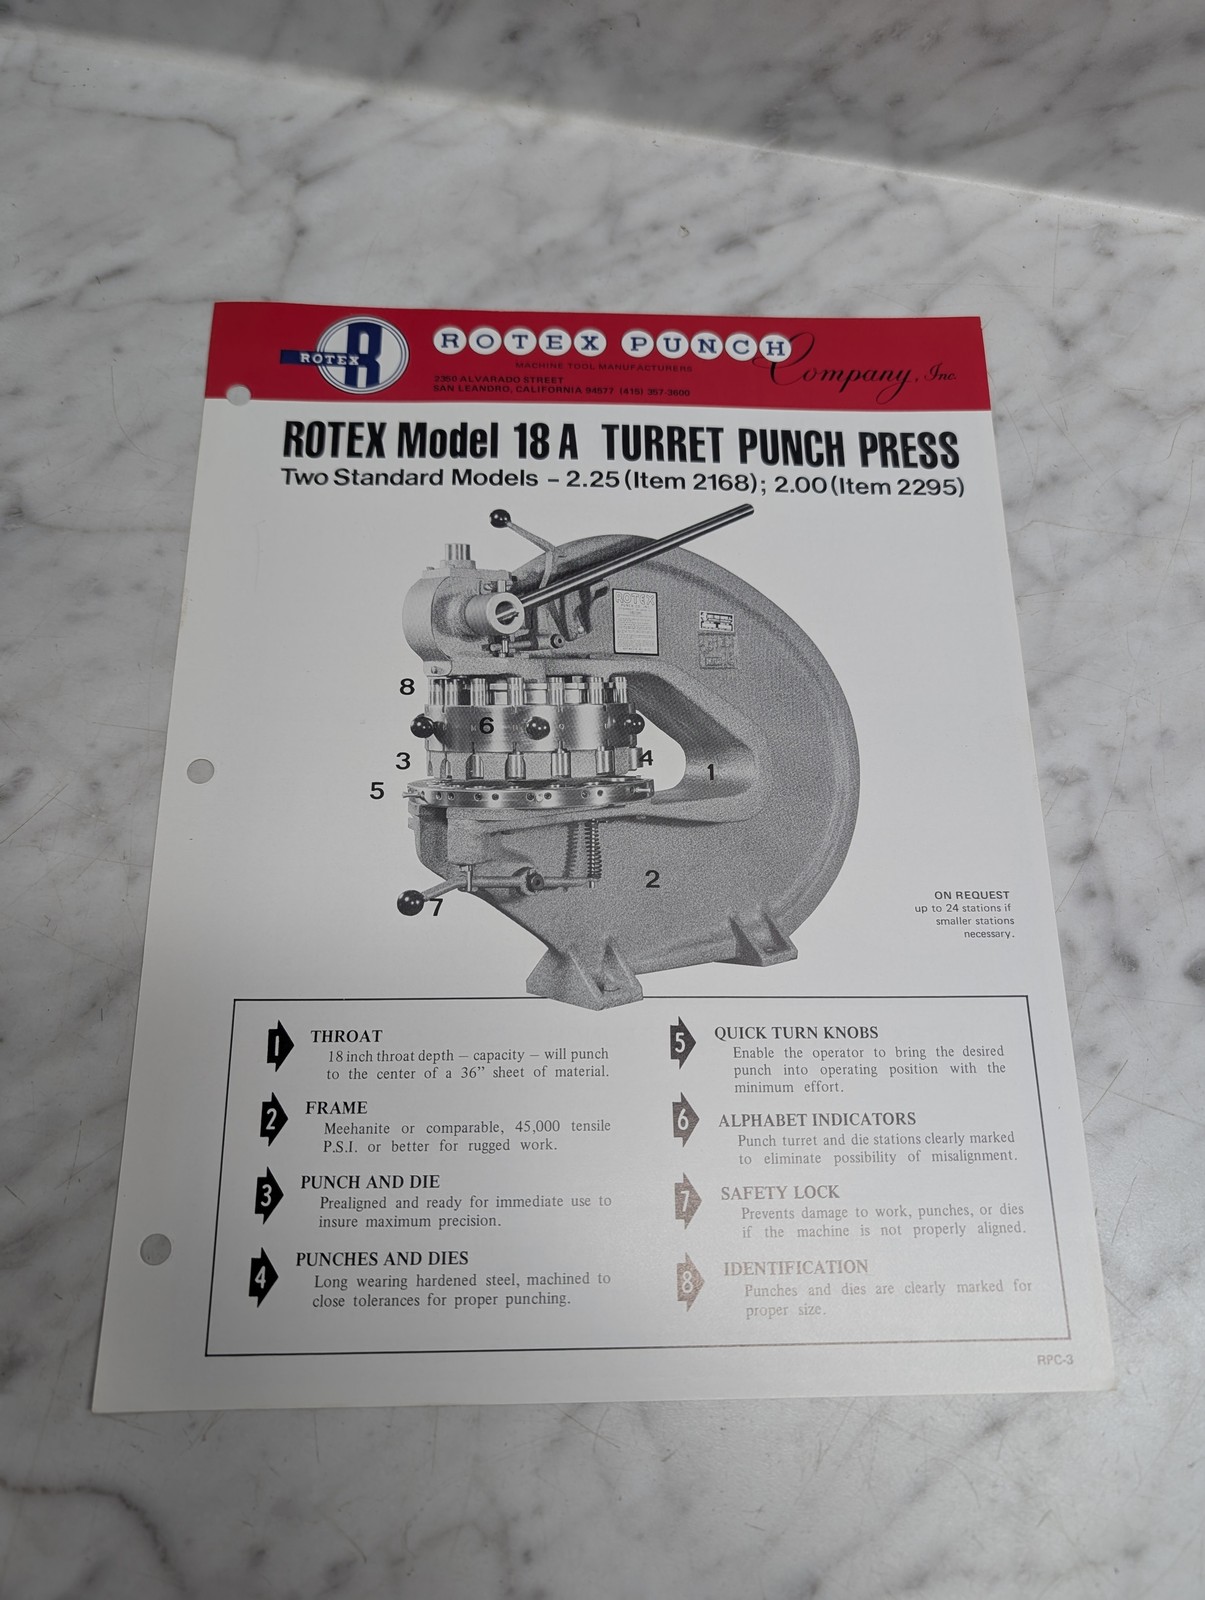 ROTEX
ROTEX PUNCH
Company, Inc.
MACHINE TOOL MANUFACTURERS
2350 ALVARADO STREET
SAN LEANDRO, CALIFORNIA 94577 (415) 357-3600
ROTEX Model 18 A TURRET PUNCH PRESS
Two Standard Models – 2.25 (Item 2168); 2.00 (Item 2295)
ROTEX
8
6
3
4
1
5
2
7
ON REQUEST
up to 24 stations if
smaller stations
necessary.
1 THROAT
18 inch throat depth – capacity – will punch
to the center of a 36” sheet of material.
2 FRAME
Meehanite or comparable, 45,000 tensile
P.S.I. or better for rugged work.
3 PUNCH AND DIE
Prealigned and ready for immediate use to
insure maximum precision.
4 PUNCHES AND DIES
Long wearing hardened steel, machined to
close tolerances for proper punching.
5 QUICK TURN KNOBS
Enable the operator to bring the desired
punch into operating position with the
minimum effort.
6 ALPHABET INDICATORS
Punch turret and die stations clearly marked
to eliminate possibility of misalignment.
7 SAFETY LOCK
Prevents damage to work, punches, or dies
if the machine is not properly aligned.
8 IDENTIFICATION
Punches and dies are clearly marked for
proper size.
RPC-3